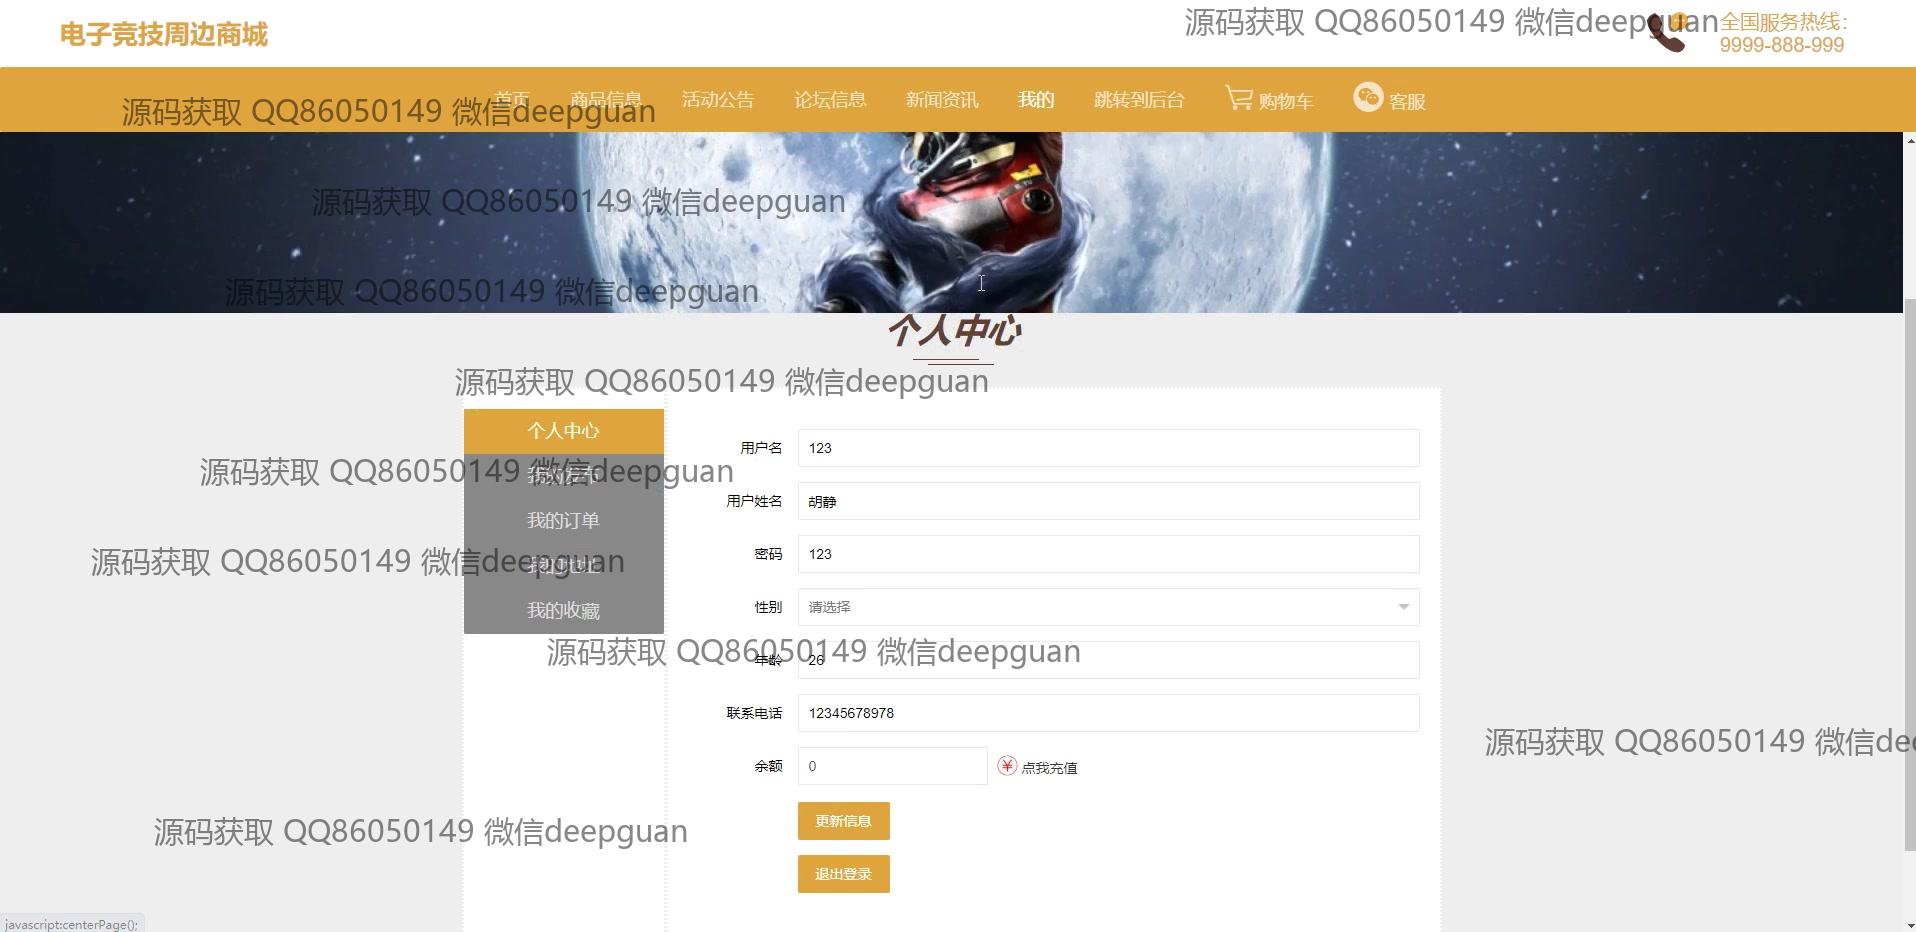 电子竞技周边商城
源码获取 QQ86050149 微信deepguan
全国服务热线:
9999-888-999
首页 商品信息 活动公告 论坛信息 新闻资讯 我的 跳转到后台 购物车 客服
源码获取 QQ86050149 微信deepguan
源码获取 QQ86050149 微信deepguan
源码获取 QQ86050149 微信deepguan
个人中心
源码获取 QQ86050149 微信deepguan
个人中心
用户名 123
我的发布
源码获取 QQ86050149 微信deepguan
用户姓名 胡静
我的订单
密码 123
我的地址
源码获取 QQ86050149 微信deepguan
性别 请选择
我的收藏
源码获取 QQ86050149 微信deepguan
年龄 26
联系电话 12345678978
源码获取 QQ86050149 微信dee
余额 0 点我充值
更新信息
源码获取 QQ86050149 微信deepguan
退出登录
javascript:centerPage();